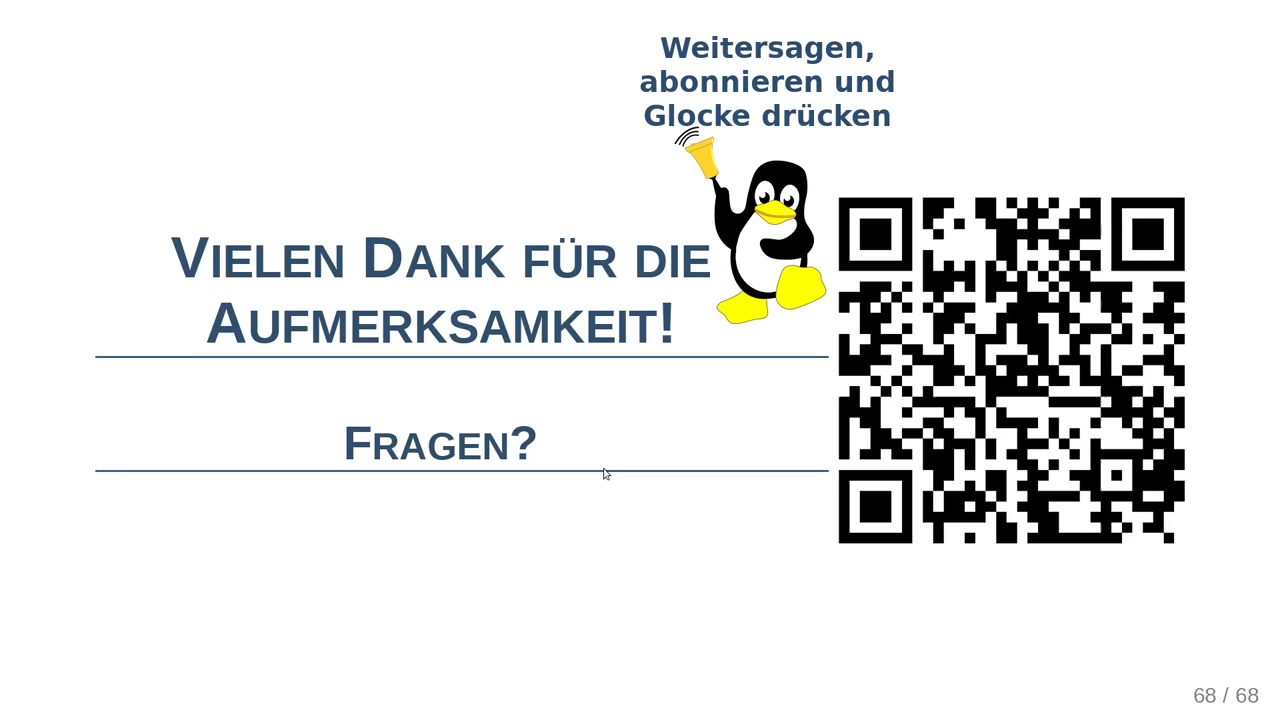 Weitersagen,
abonnieren und
Glocke drücken
VIELEN DANK FÜR DIE
AUFMERKSAMKEIT!
FRAGEN?
68 / 68